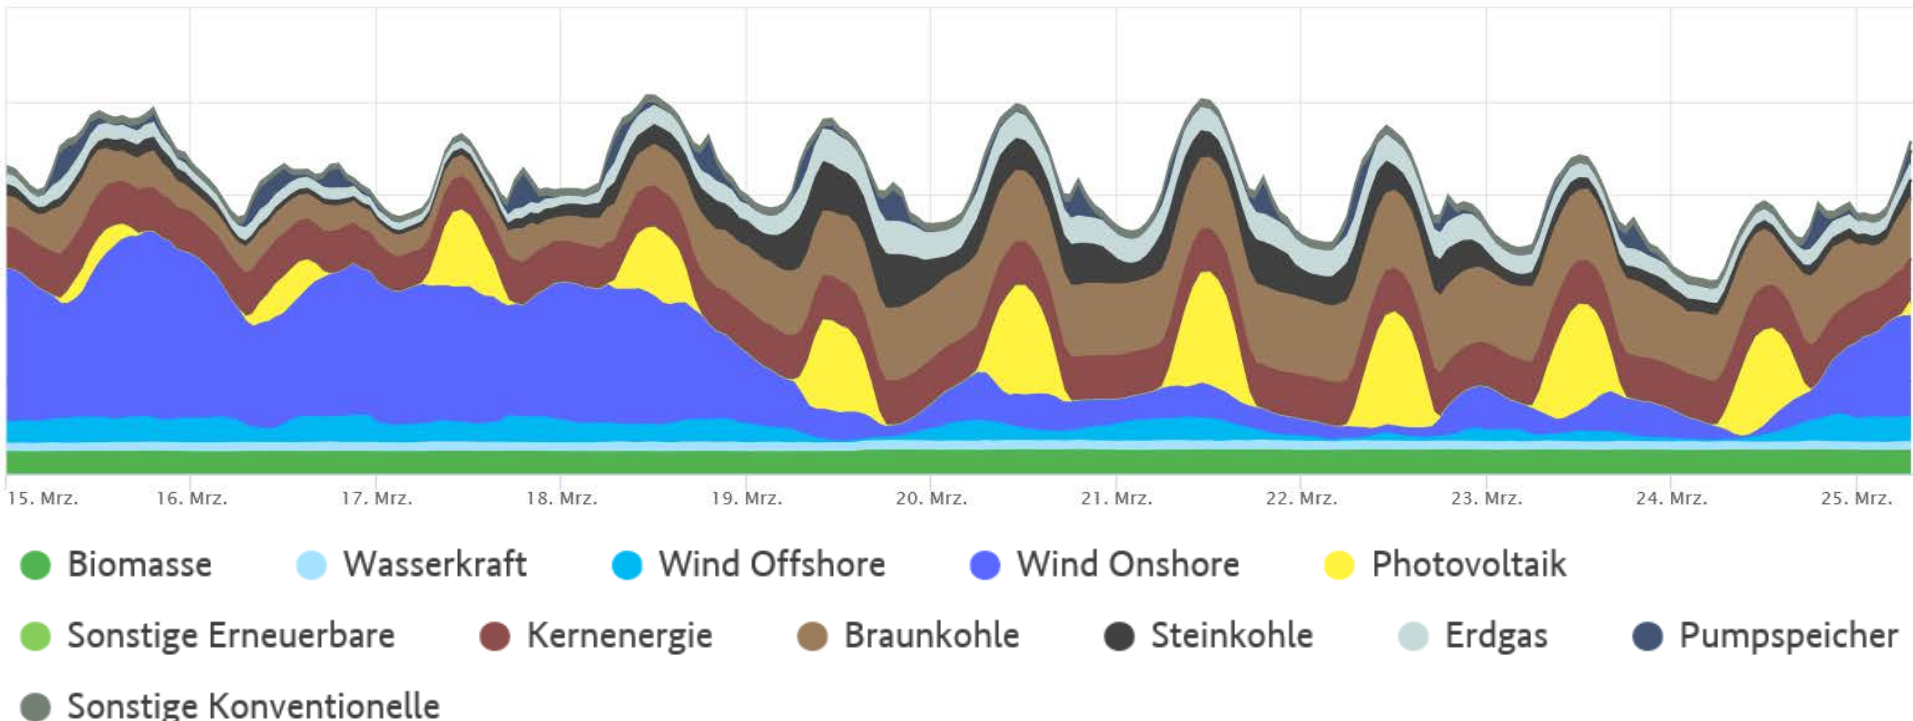 15. Mrz. 16. Mrz. 17. Mrz. 18. Mrz. 19. Mrz. 20. Mrz. 21. Mrz. 22. Mrz. 23. Mrz. 24. Mrz. 25. Mrz.
Biomasse Wasserkraft Wind Offshore Wind Onshore Photovoltaik
Sonstige Erneuerbare Kernenergie Braunkohle Steinkohle Erdgas Pumpspeicher
Sonstige Konventionelle